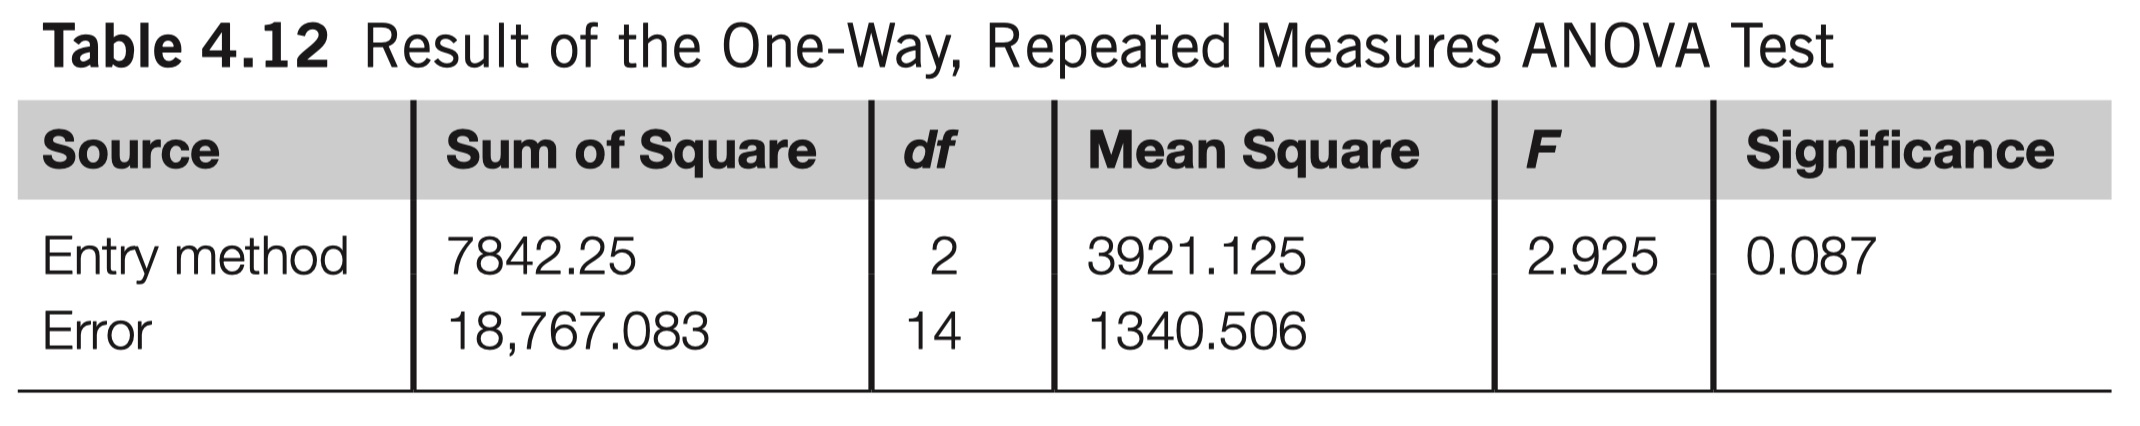 Table 4.12 Result of the One-Way, Repeated Measures ANOVA Test
Source Sum of Square df Mean Square F Significance
Entry method 7842.25 2 3921.125 2.925 0.087
Error 18,767.083 14 1340.506